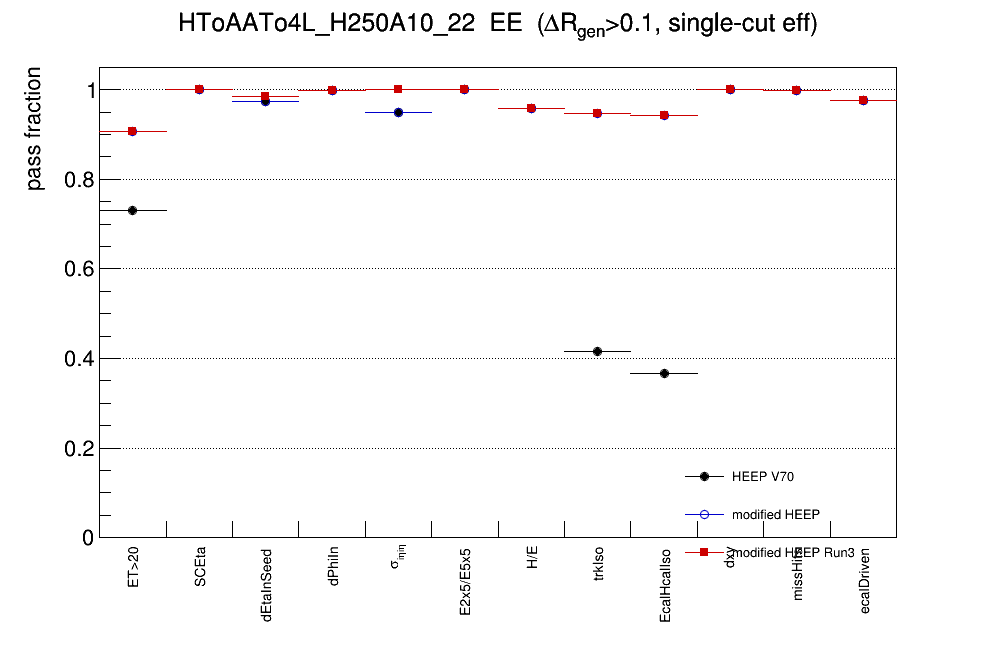 HToAATo4L_H250A10_22 EE (ΔRgen>0.1, single-cut eff)
pass fraction
1
0.8
0.6
0.4
0.2
0
HEEP V70
modified HEEP
modified HEEP Run3
ET>20
SCEta
dEtaInSeed
dPhiIn
σiηiη
E2x5/E5x5
H/E
trkIso
EcalHcalIso
dxy
missHits
ecalDriven